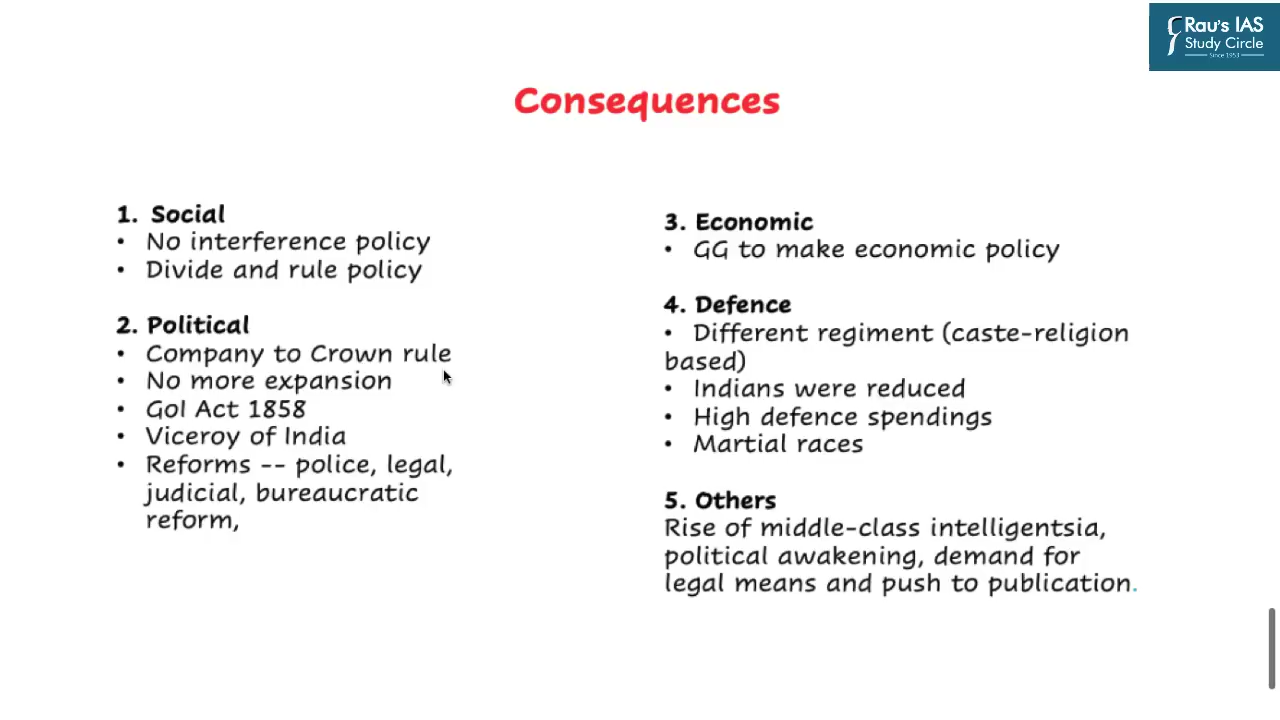 Rau's IAS
Study Circle
Since 1953
Consequences
1. Social
• No interference policy
• Divide and rule policy
2. Political
• Company to Crown rule
• No more expansion
• GoI Act 1858
• Viceroy of India
• Reforms -- police, legal,
judicial, bureaucratic
reform,
3. Economic
• GG to make economic policy
4. Defence
• Different regiment (caste-religion
based)
• Indians were reduced
• High defence spendings
• Martial races
5. Others
Rise of middle-class intelligentsia,
political awakening, demand for
legal means and push to publication.